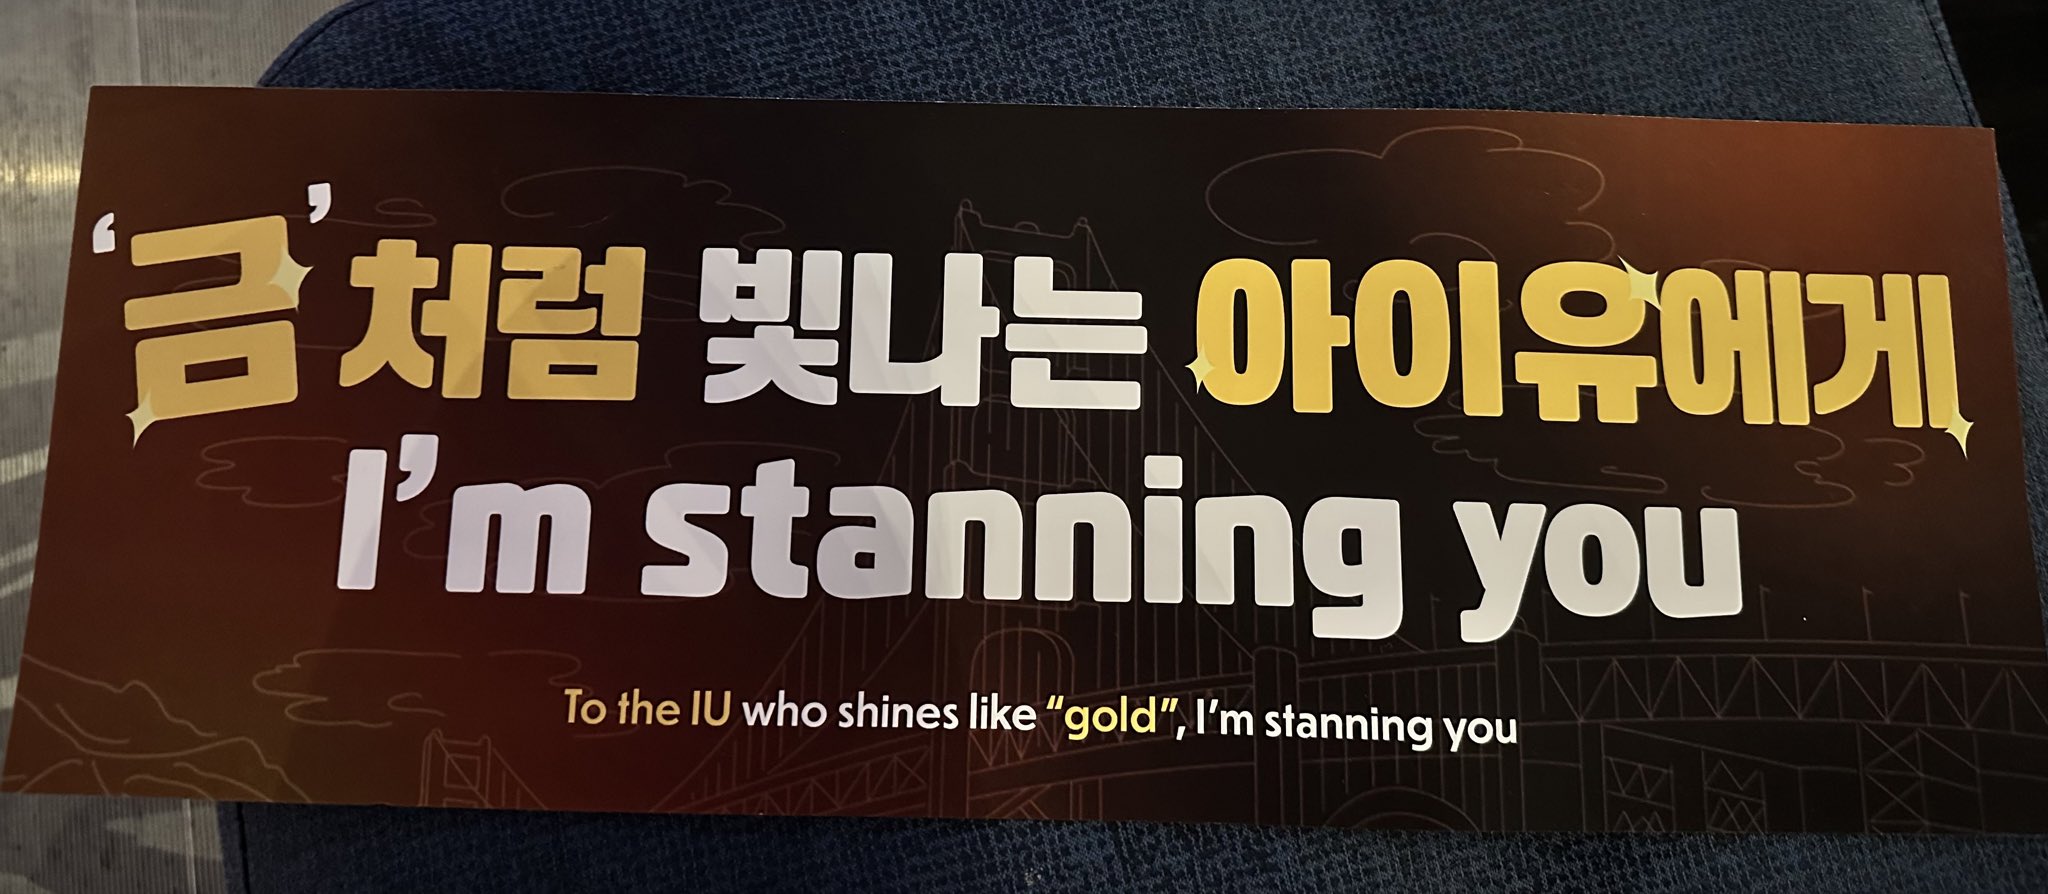 ‘금’처럼 빛나는 아이유에게
I’m stanning you
To the IU who shines like “gold”, I’m stanning you